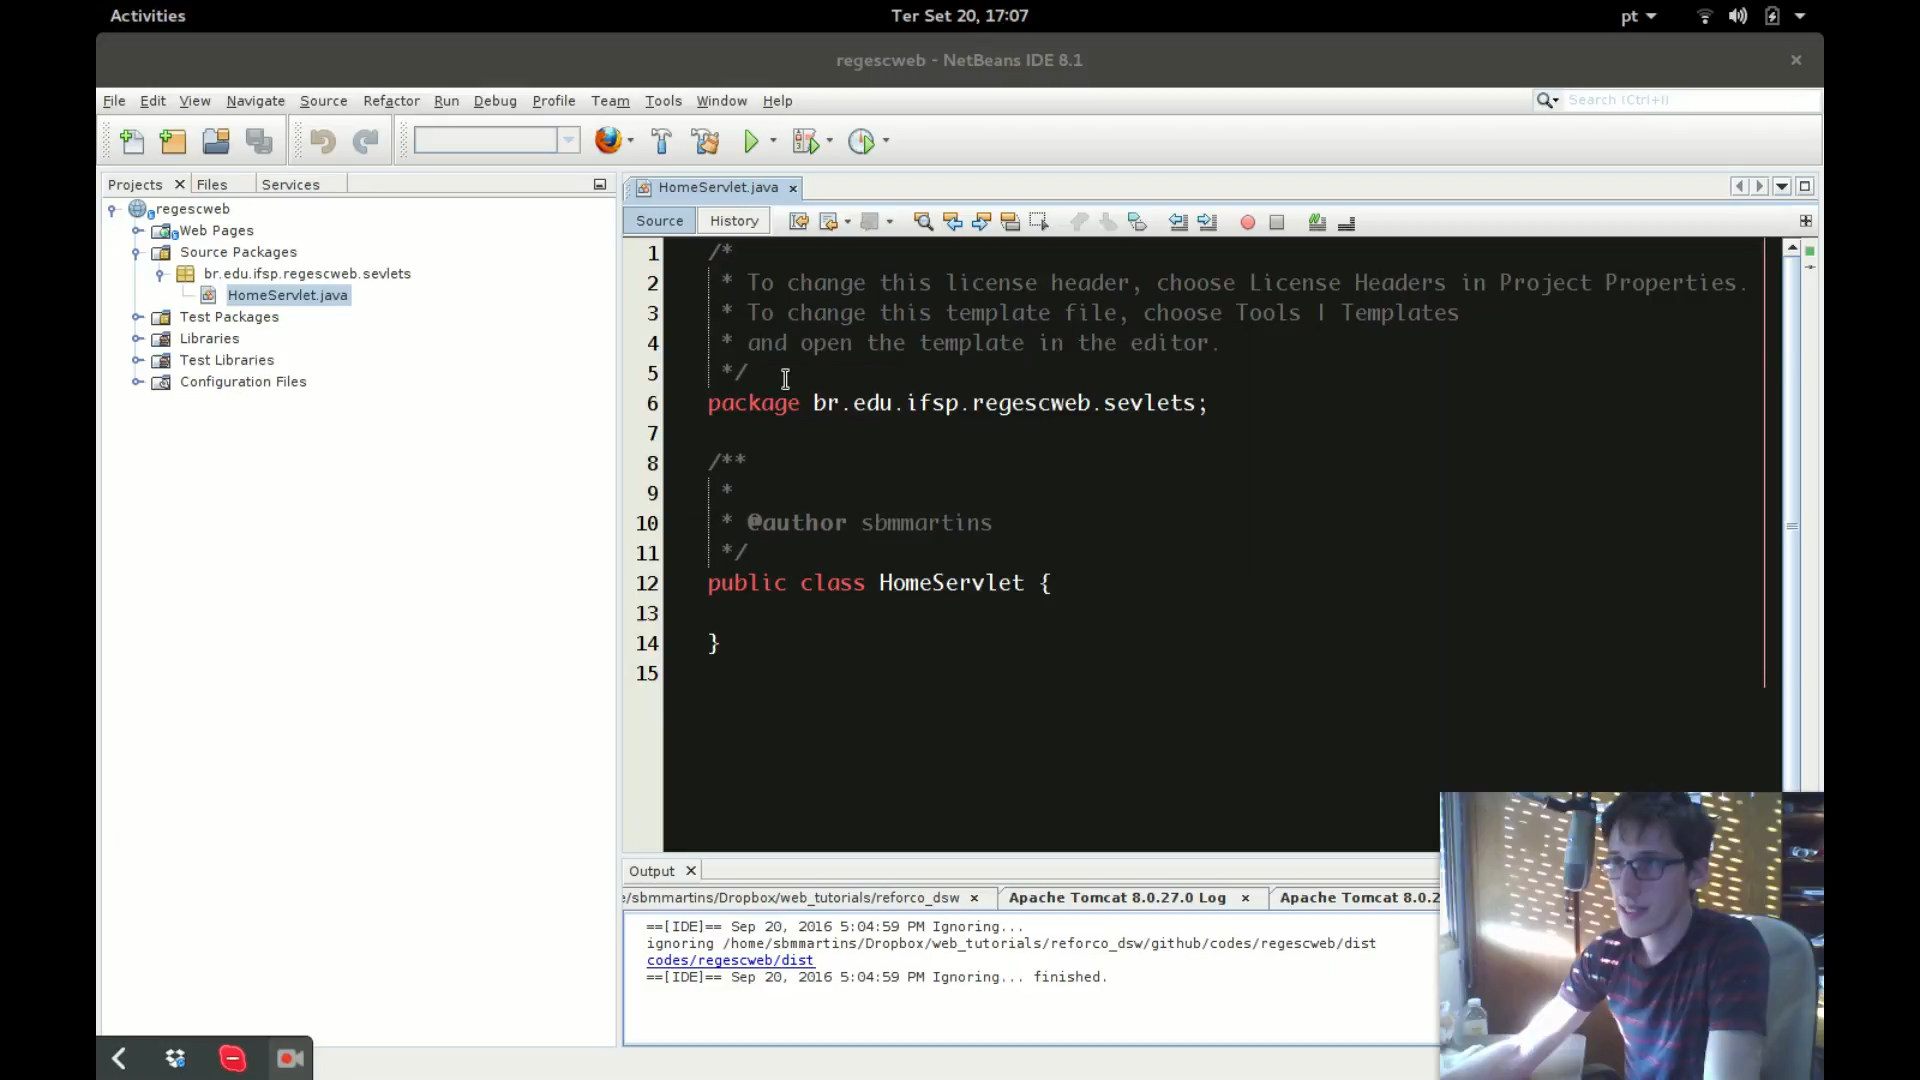 Activities
Ter Set 20, 17:07
pt
regescweb - NetBeans IDE 8.1
File Edit View Navigate Source Refactor Run Debug Profile Team Tools Window Help
Search (Ctrl+I)
Projects Files Services
HomeServlet.java
Source History
regescweb
Web Pages
Source Packages
br.edu.ifsp.regescweb.sevlets
HomeServlet.java
Test Packages
Libraries
Test Libraries
Configuration Files
1 /*
2 * To change this license header, choose License Headers in Project Properties.
3 * To change this template file, choose Tools | Templates
4 * and open the template in the editor.
5 */
6 package br.edu.ifsp.regescweb.sevlets;
7
8 /**
9 *
10 * @author sbmmartins
11 */
12 public class HomeServlet {
13
14 }
15
Output
e/sbmmartins/Dropbox/web_tutorials/reforco_dsw
Apache Tomcat 8.0.27.0 Log
Apache Tomcat 8.0.2
==[IDE]== Sep 20, 2016 5:04:59 PM Ignoring...
ignoring /home/sbmmartins/Dropbox/web_tutorials/reforco_dsw/github/codes/regescweb/dist
codes/regescweb/dist
==[IDE]== Sep 20, 2016 5:04:59 PM Ignoring... finished.